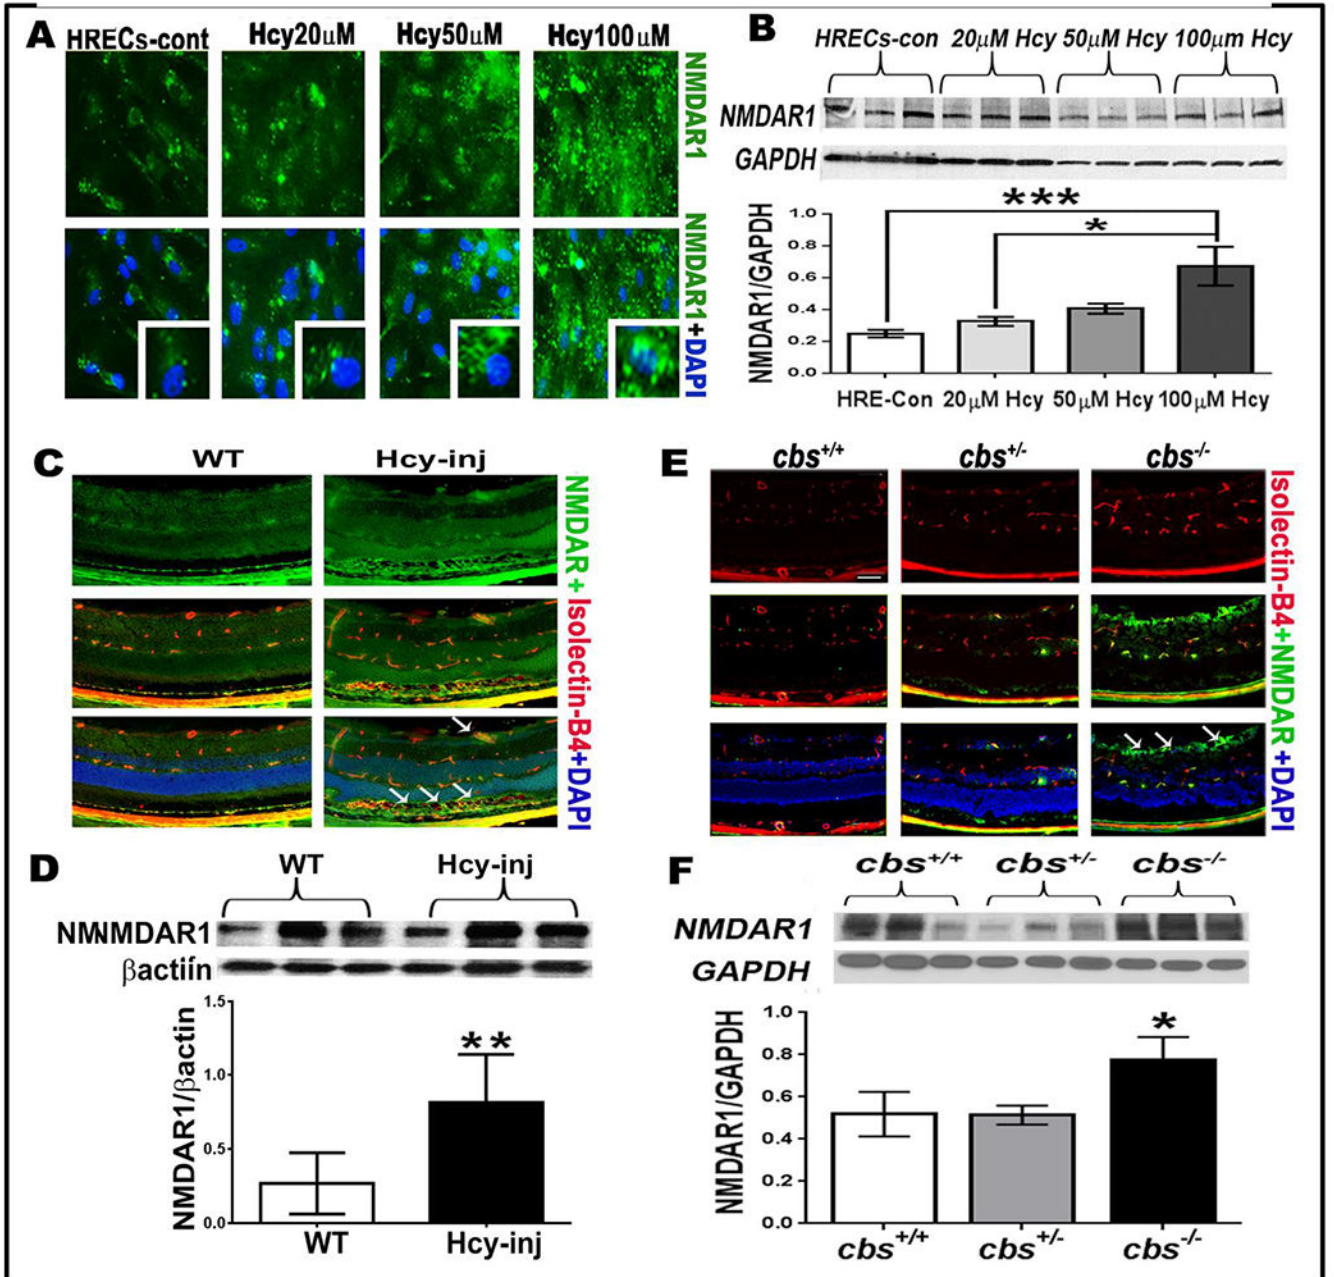 A
HRECs-cont
Hcy20µM
Hcy50µM
Hcy100µM
NMDAR1
NMDAR1+DAPI
B
HRECs-con
20µM Hcy
50µM Hcy
100µm Hcy
NMDAR1
GAPDH
***
*
NMDAR1/GAPDH
1.0
0.8
0.6
0.4
0.2
0.0
HRE-Con
20µM Hcy
50µM Hcy
100µM Hcy
C
WT
Hcy-inj
NMDAR+Isolectin-B4+DAPI
E
cbs+/+
cbs+/-
cbs-/-
Isolectin-B4+NMDAR+DAPI
D
WT
Hcy-inj
NMNMDAR1
βactiín
**
NMDAR1/βactin
1.5
1.0
0.5
0.0
WT
Hcy-inj
F
cbs+/+
cbs+/-
cbs-/-
NMDAR1
GAPDH
*
NMDAR1/GAPDH
1.0
0.8
0.6
0.4
0.2
0.0
cbs+/+
cbs+/-
cbs-/-